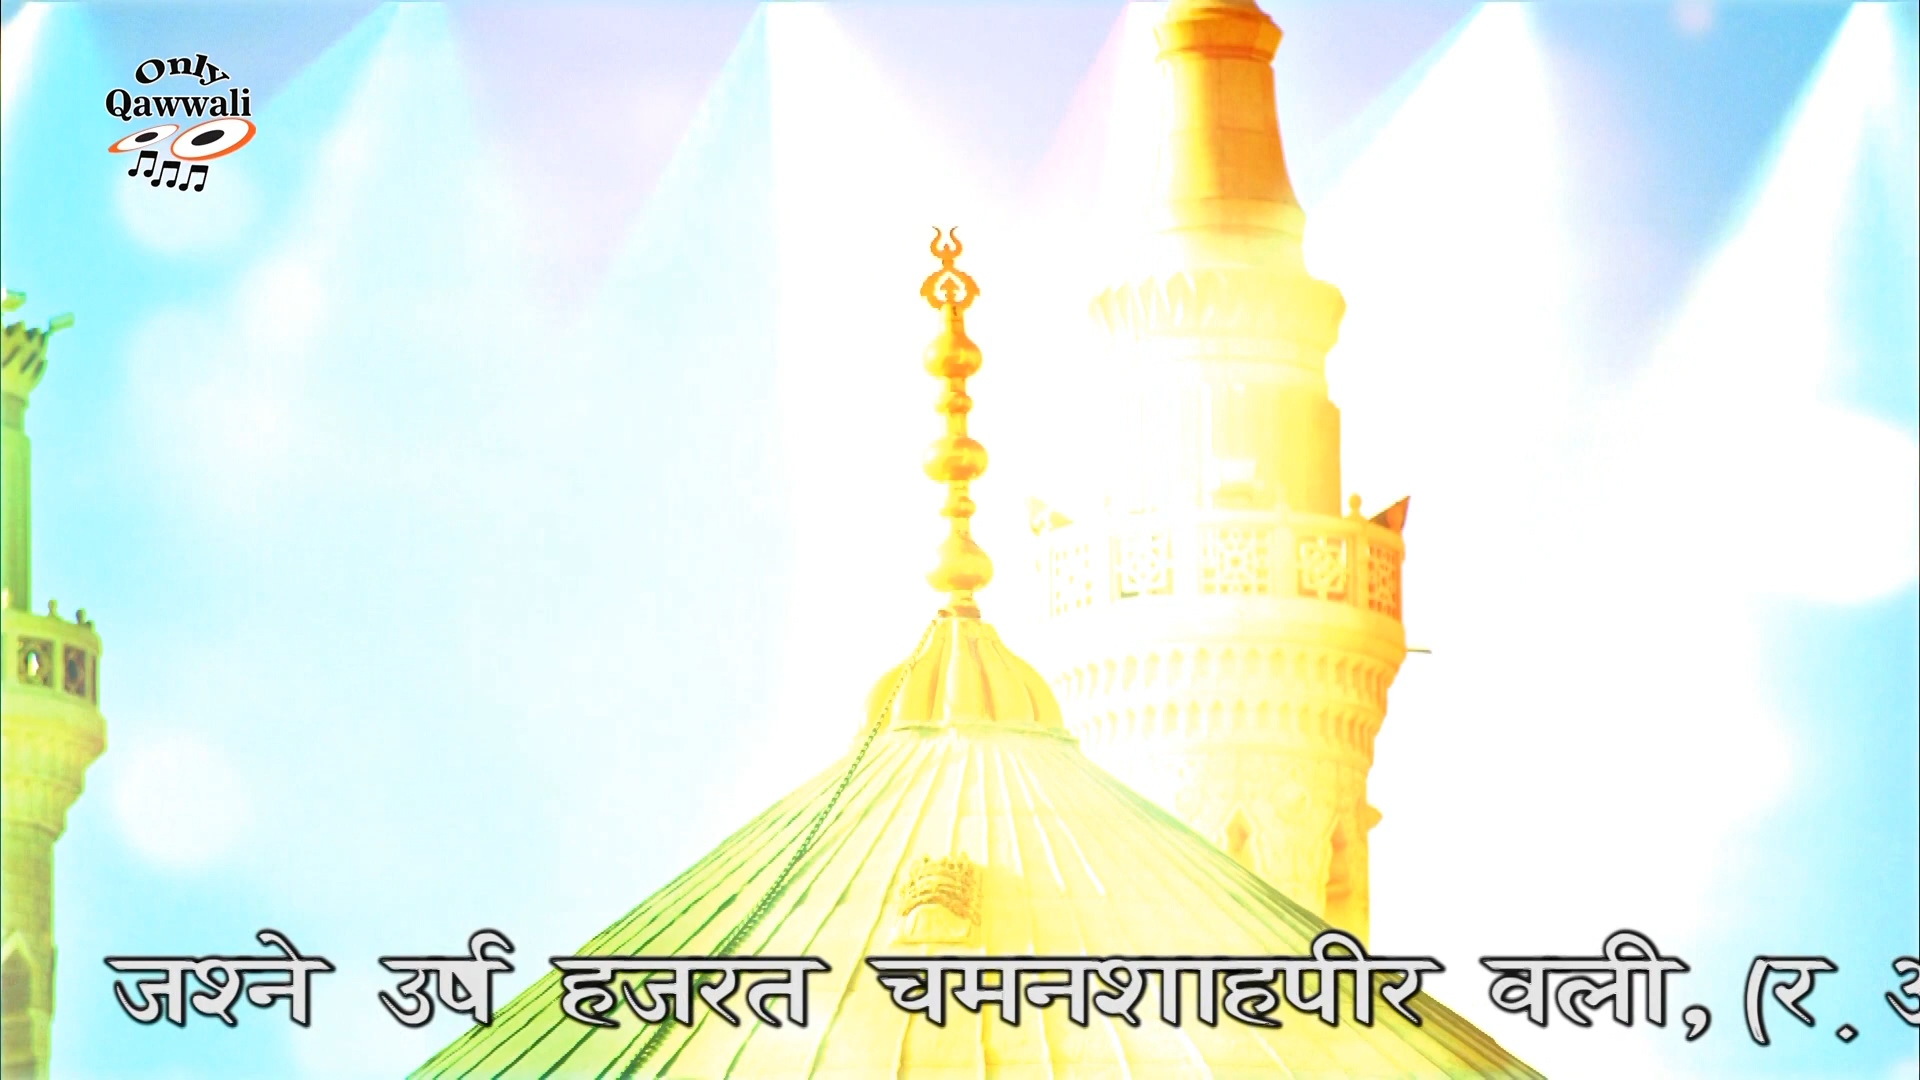 Only
Qawwali
जश्ने उर्ष हजरत चमनशाहपीर वली, (र.